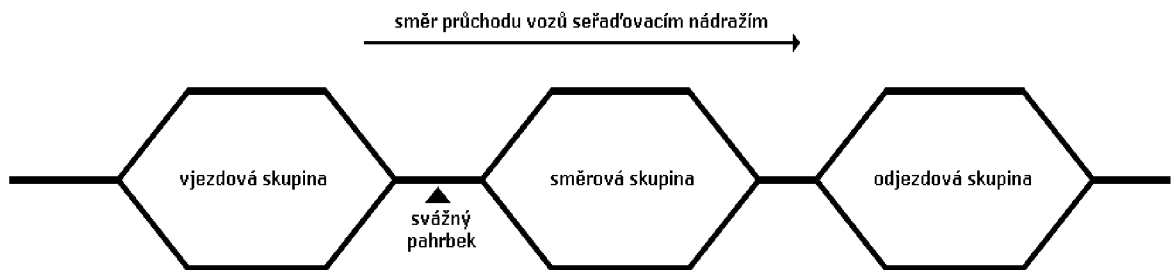 směr průchodu vozů seřaďovacím nádražím
vjezdová skupina
směrová skupina
odjezdová skupina
svážný
pahrbek